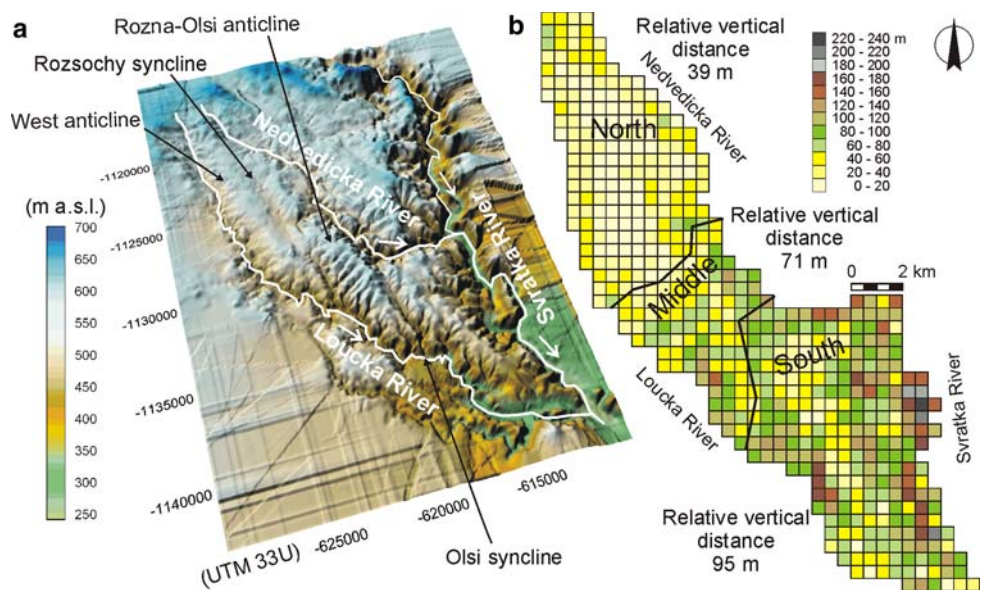 a
Rozna-Olsi anticline
Rozsochy syncline
West anticline
(m a.s.l.)
700
650
600
550
500
450
400
350
300
250
-1120000
-1125000
-1130000
-1135000
-1140000
-625000
-620000
-615000
(UTM 33U)
Nedvedicka River
Svratka River
Loucka River
Olsi syncline
b
Relative vertical
distance
39 m
Nedvedicka River
North
220 - 240 m
200 - 220
180 - 200
160 - 180
140 - 160
120 - 140
100 - 120
80 - 100
60 - 80
40 - 60
20 - 40
0 - 20
Relative vertical
distance
71 m
0 2 km
Middle
South
Loucka River
Svratka River
Relative vertical
distance
95 m